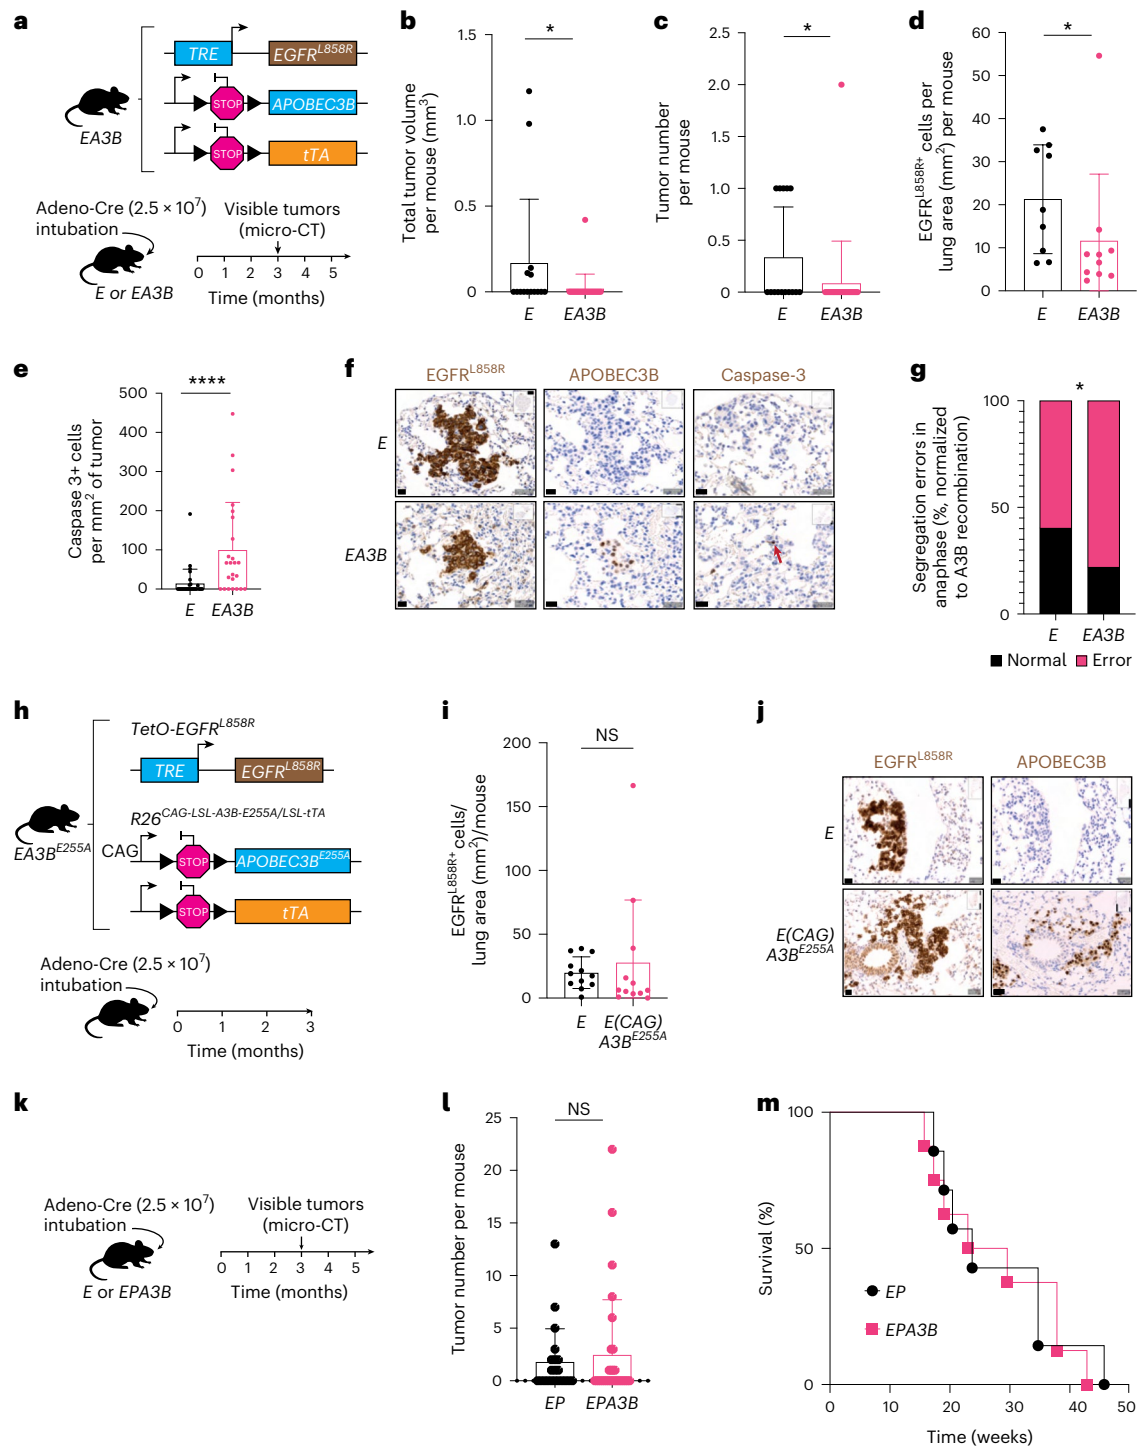 a
TRE
EGFR^L858R
STOP
APOBEC3B
STOP
tTA
EA3B
Adeno-Cre (2.5 × 10^7)
intubation
Visible tumors
(micro-CT)
E or EA3B
0 1 2 3 4 5
Time (months)
b
Total tumor volume
per mouse (mm^3)
1.5
1.0
0.5
0
*
E EA3B
c
Tumor number
per mouse
2.5
2.0
1.5
1.0
0.5
0
*
E EA3B
d
EGFR^L858R+ cells per
lung area (mm^2) per mouse
60
50
40
30
20
10
0
*
E EA3B
e
Caspase 3+ cells
per mm^2 of tumor
500
400
300
200
100
0
****
E EA3B
f
EGFR^L858R APOBEC3B Caspase-3
E
EA3B
g
Segregation errors in
anaphase (%, normalized
to A3B recombination)
100
50
0
*
E EA3B
Normal Error
h
TetO-EGFR^L858R
TRE
EGFR^L858R
R26^CAG-LSL-A3B-E255A/LSL-tTA
EA3B^E255A
CAG
STOP
APOBEC3B^E255A
STOP
tTA
Adeno-Cre (2.5 × 10^7)
intubation
0 1 2 3
Time (months)
i
EGFR^L858R+ cells/
lung area (mm^2)/mouse
200
150
100
50
0
NS
E E(CAG)
A3B^E255A
j
EGFR^L858R APOBEC3B
E
E(CAG)
A3B^E255A
k
Adeno-Cre (2.5 × 10^7)
intubation
Visible tumors
(micro-CT)
E or EPA3B
0 1 2 3 4 5
Time (months)
l
Tumor number per mouse
25
20
15
10
5
0
NS
EP EPA3B
m
Survival (%)
100
50
0
EP
EPA3B
0 10 20 30 40 50
Time (weeks)